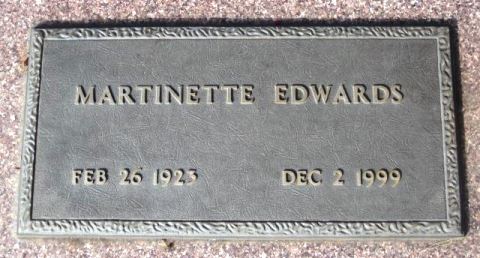 MARTINETTE EDWARDS
FEB 26 1923 DEC 2 1999